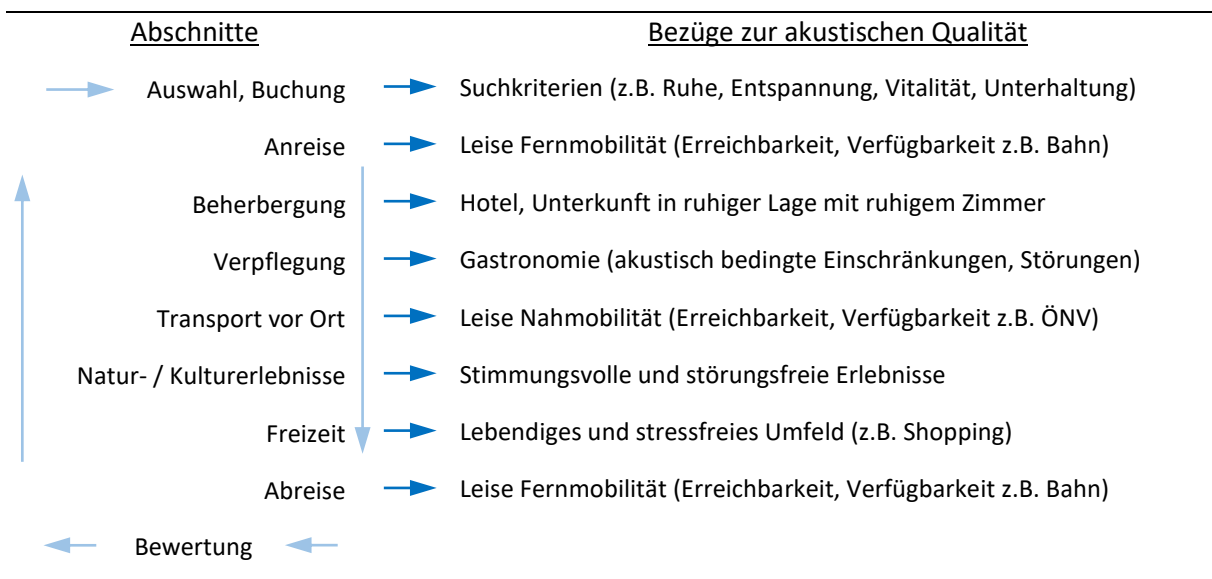 Abschnitte Bezüge zur akustischen Qualität
Auswahl, Buchung Suchkriterien (z.B. Ruhe, Entspannung, Vitalität, Unterhaltung)
Anreise Leise Fernmobilität (Erreichbarkeit, Verfügbarkeit z.B. Bahn)
Beherbergung Hotel, Unterkunft in ruhiger Lage mit ruhigem Zimmer
Verpflegung Gastronomie (akustisch bedingte Einschränkungen, Störungen)
Transport vor Ort Leise Nahmobilität (Erreichbarkeit, Verfügbarkeit z.B. ÖNV)
Natur- / Kulturerlebnisse Stimmungsvolle und störungsfreie Erlebnisse
Freizeit Lebendiges und stressfreies Umfeld (z.B. Shopping)
Abreise Leise Fernmobilität (Erreichbarkeit, Verfügbarkeit z.B. Bahn)
Bewertung